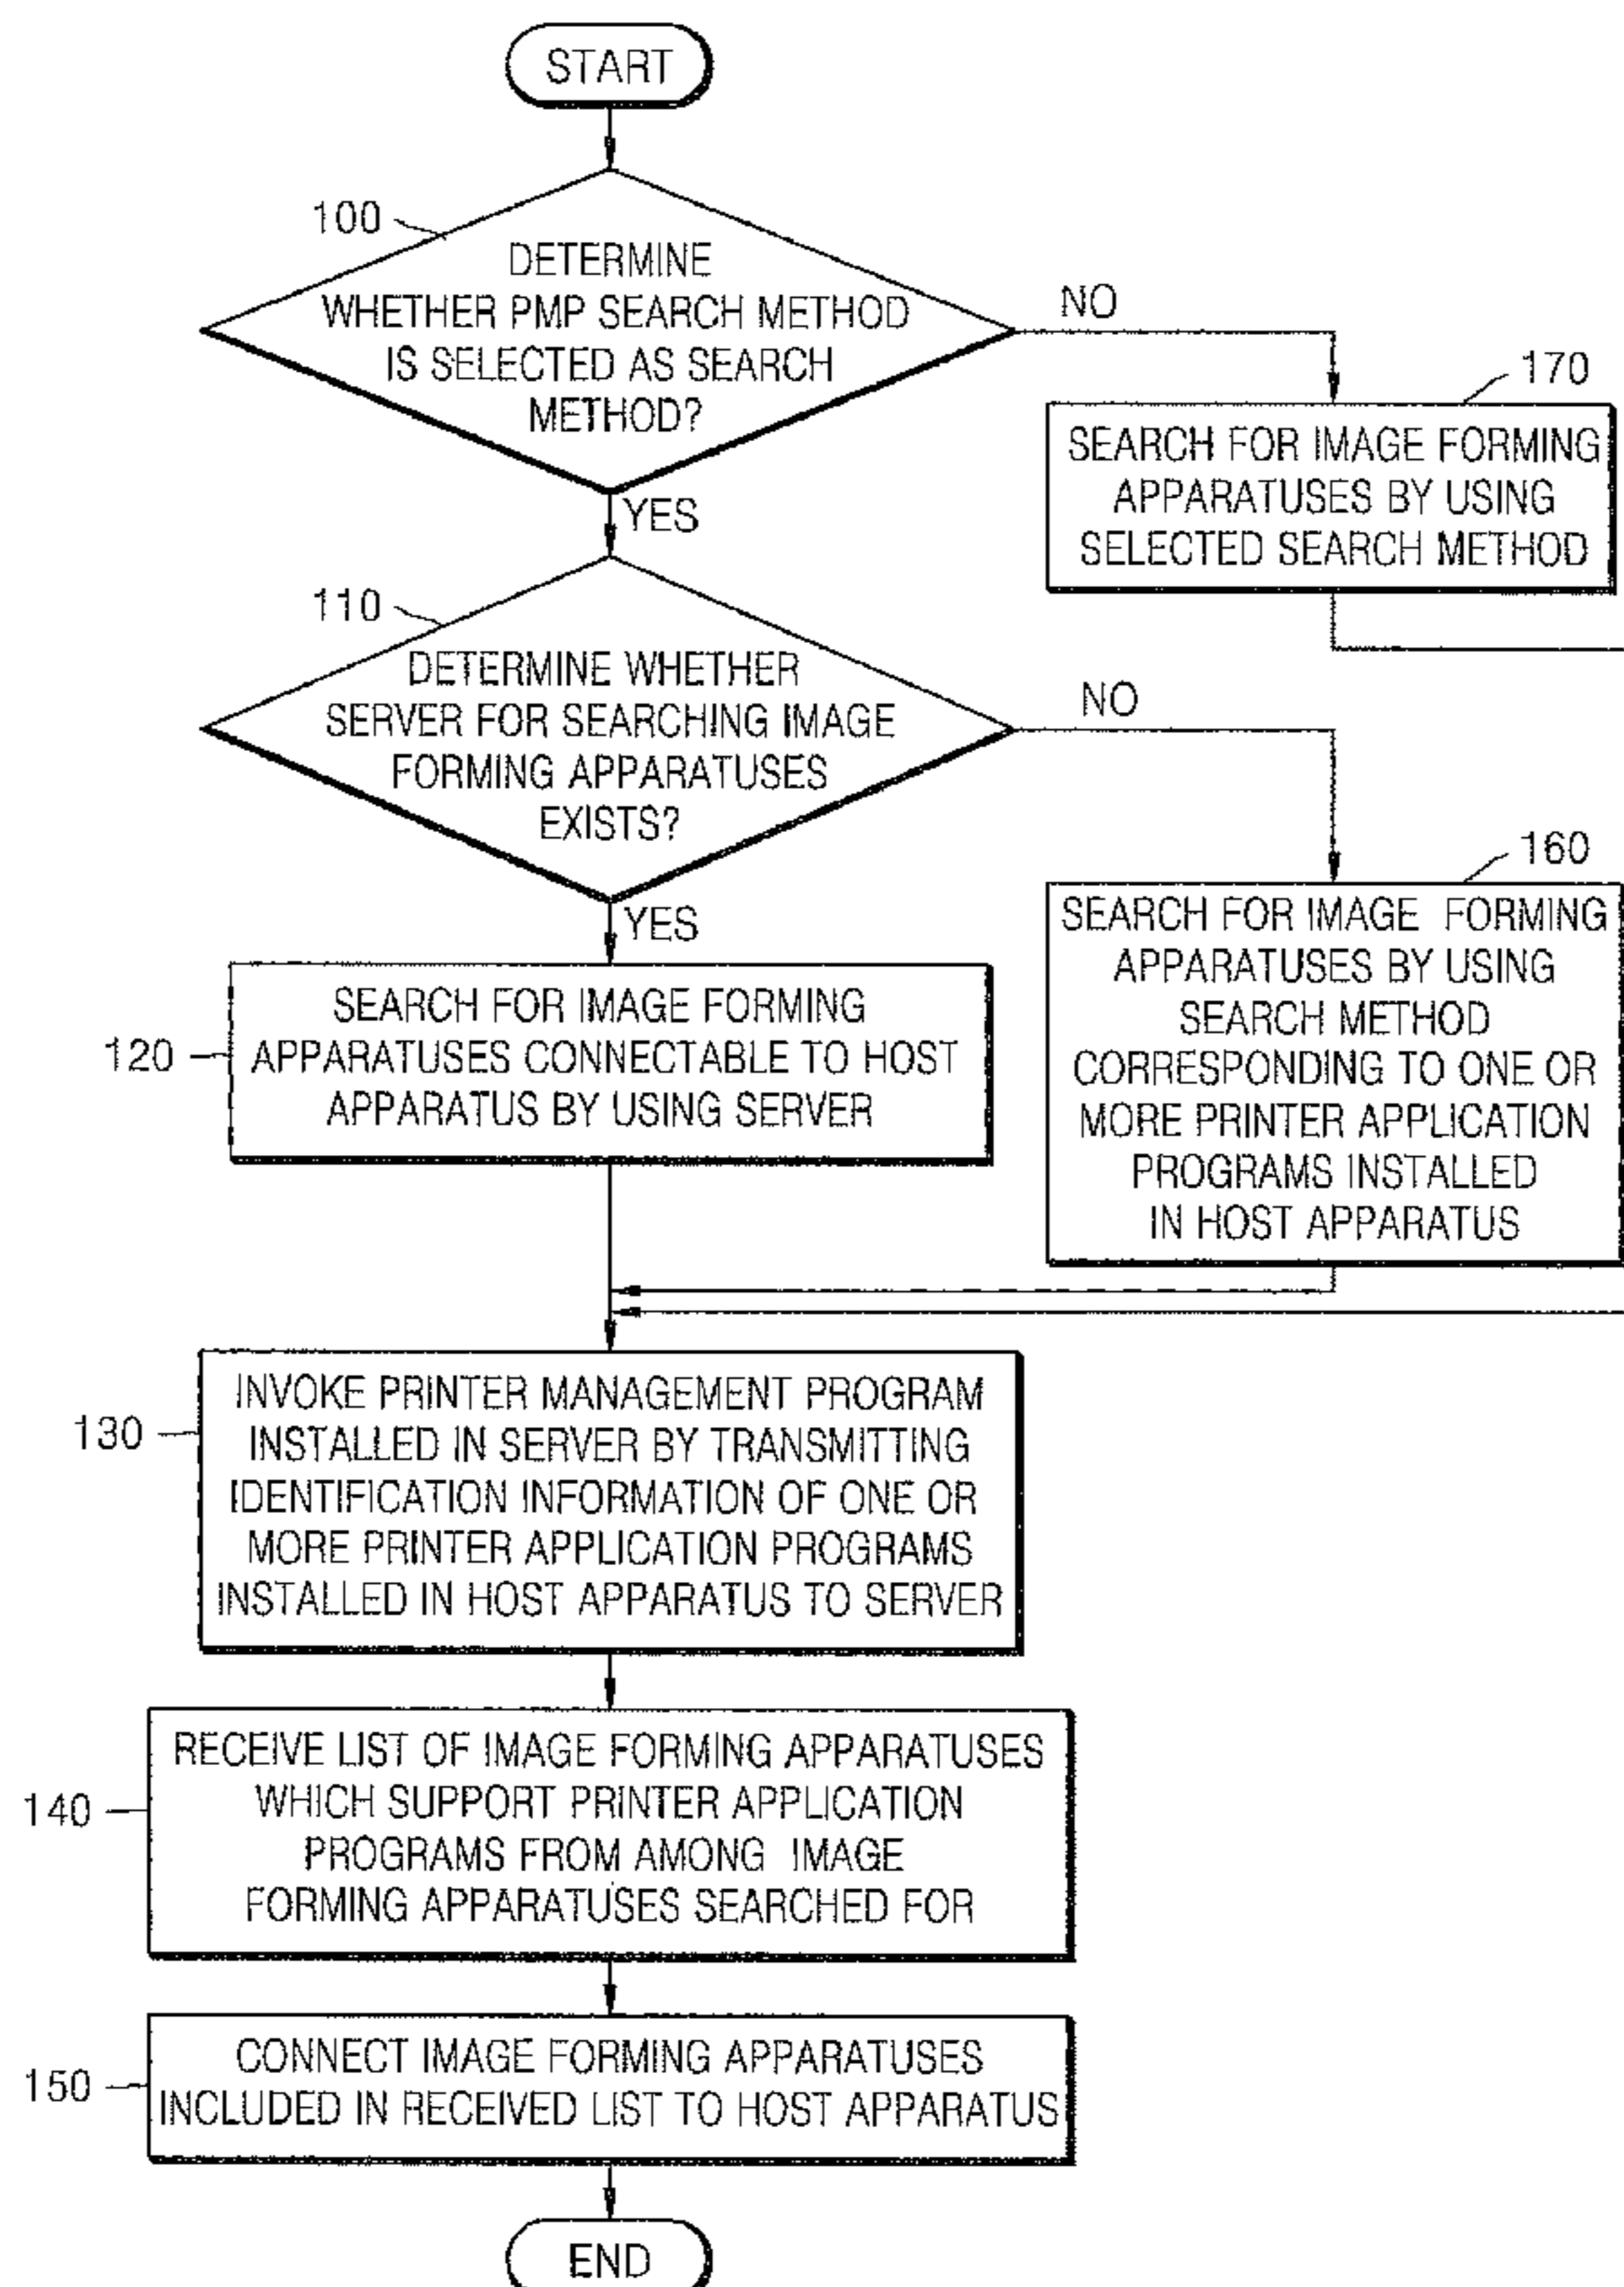 START
100
DETERMINE
WHETHER PMP SEARCH METHOD
IS SELECTED AS SEARCH
METHOD?
NO
YES
170
SEARCH FOR IMAGE FORMING
APPARATUSES BY USING
SELECTED SEARCH METHOD
110
DETERMINE WHETHER
SERVER FOR SEARCHING IMAGE
FORMING APPARATUSES
EXISTS?
NO
YES
160
SEARCH FOR IMAGE FORMING
APPARATUSES BY USING
SEARCH METHOD
CORRESPONDING TO ONE OR
MORE PRINTER APPLICATION
PROGRAMS INSTALLED
IN HOST APPARATUS
120
SEARCH FOR IMAGE FORMING
APPARATUSES CONNECTABLE TO HOST
APPARATUS BY USING SERVER
130
INVOKE PRINTER MANAGEMENT PROGRAM
INSTALLED IN SERVER BY TRANSMITTING
IDENTIFICATION INFORMATION OF ONE OR
MORE PRINTER APPLICATION PROGRAMS
INSTALLED IN HOST APPARATUS TO SERVER
140
RECEIVE LIST OF IMAGE FORMING APPARATUSES
WHICH SUPPORT PRINTER APPLICATION
PROGRAMS FROM AMONG IMAGE
FORMING APPARATUSES SEARCHED FOR
150
CONNECT IMAGE FORMING APPARATUSES
INCLUDED IN RECEIVED LIST TO HOST APPARATUS
END